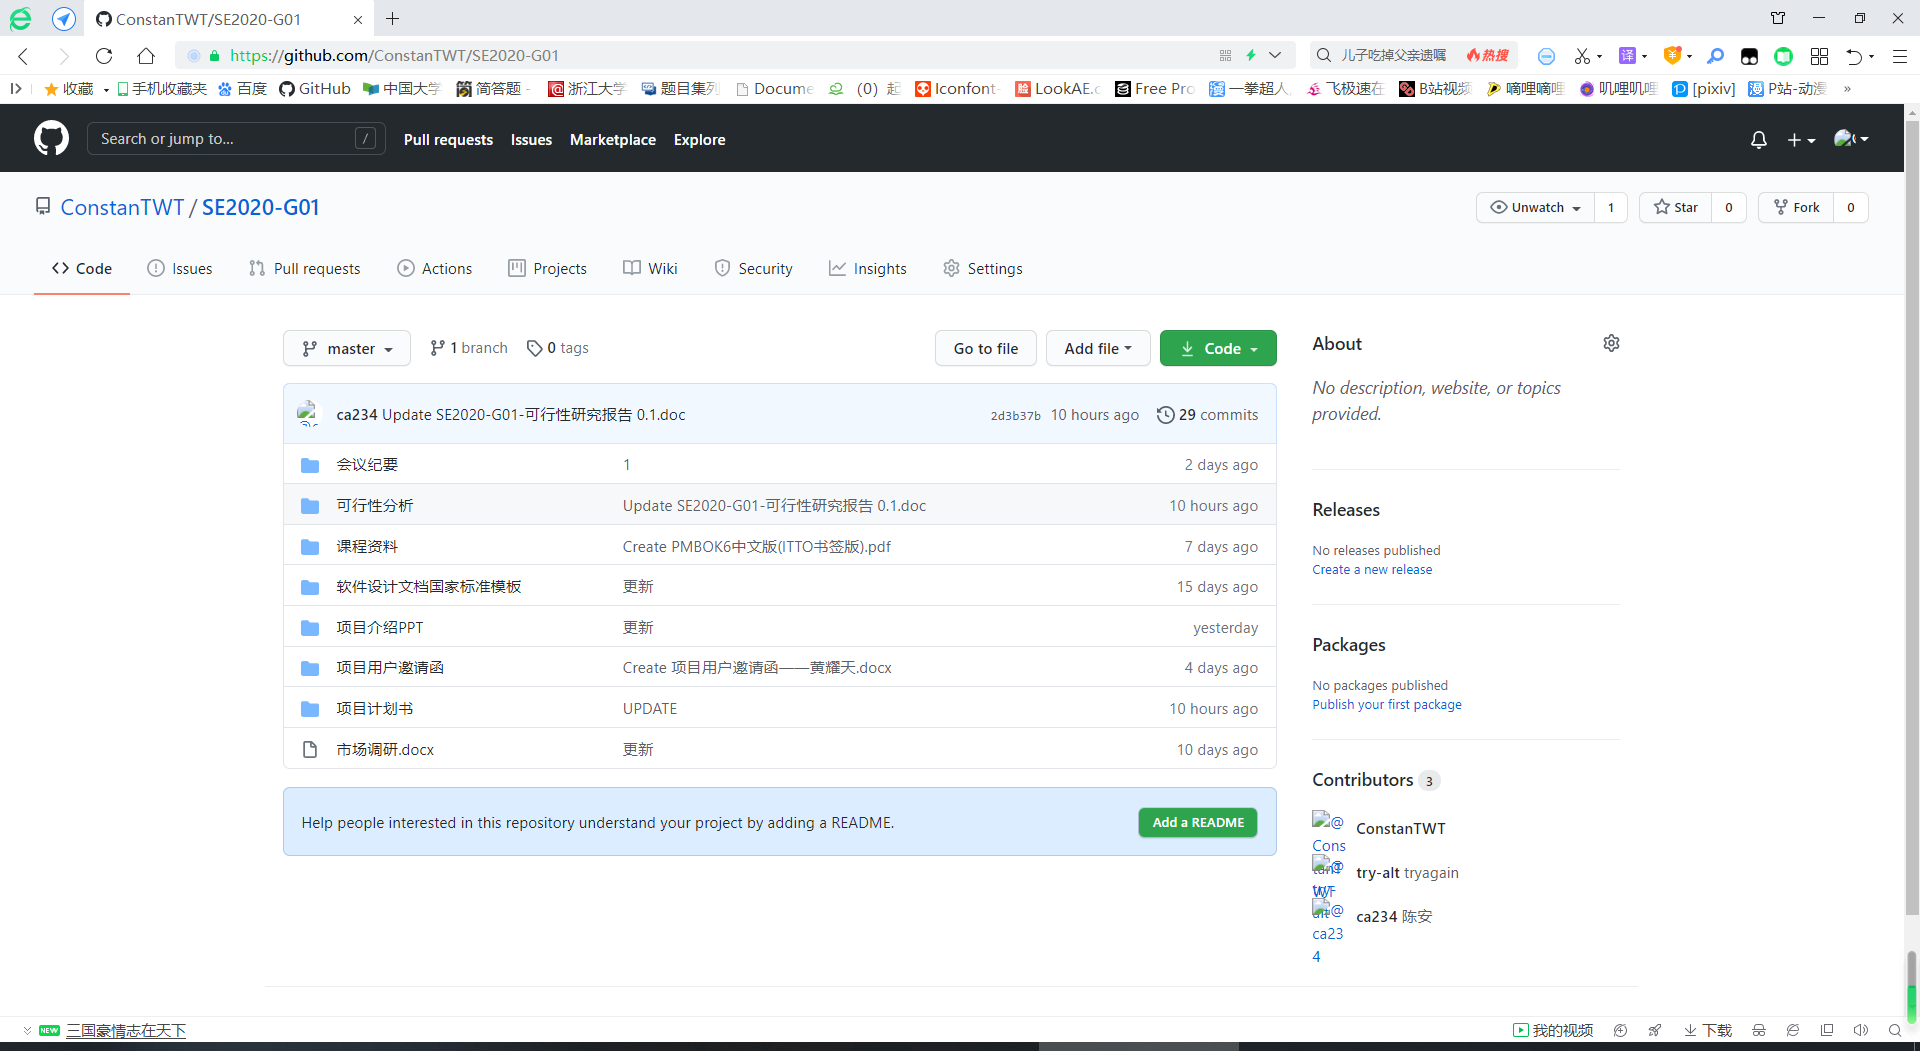 ConstanTWT/SE2020-G01
https://github.com/ConstanTWT/SE2020-G01
儿子吃掉父亲遗嘱 热搜
收藏 手机收藏夹 百度 GitHub 中国大学 简答题 - 浙江大学 题目集列 Docume (0) 起 Iconfont- LookAE.c Free Pro 一拳超人 飞极速在 B站视频 嘀哩嘀哩 叽哩叽哩 [pixiv] P站-动漫 »
Search or jump to... / Pull requests Issues Marketplace Explore
ConstanTWT / SE2020-G01
Unwatch 1 Star 0 Fork 0
Code Issues Pull requests Actions Projects Wiki Security Insights Settings
master 1 branch 0 tags Go to file Add file Code
ca234 Update SE2020-G01-可行性研究报告 0.1.doc 2d3b37b 10 hours ago 29 commits
会议纪要 1 2 days ago
可行性分析 Update SE2020-G01-可行性研究报告 0.1.doc 10 hours ago
课程资料 Create PMBOK6中文版(ITTO书签版).pdf 7 days ago
软件设计文档国家标准模板 更新 15 days ago
项目介绍PPT 更新 yesterday
项目用户邀请函 Create 项目用户邀请函——黄耀天.docx 4 days ago
项目计划书 UPDATE 10 hours ago
市场调研.docx 更新 10 days ago
Help people interested in this repository understand your project by adding a README. Add a README
About
No description, website, or topics
provided.
Releases
No releases published
Create a new release
Packages
No packages published
Publish your first package
Contributors 3
@
Cons
ConstanTWT
try-alt tryagain
@
ca23
4
ca234 陈安
NEW 三国豪情志在天下
我的视频 下载